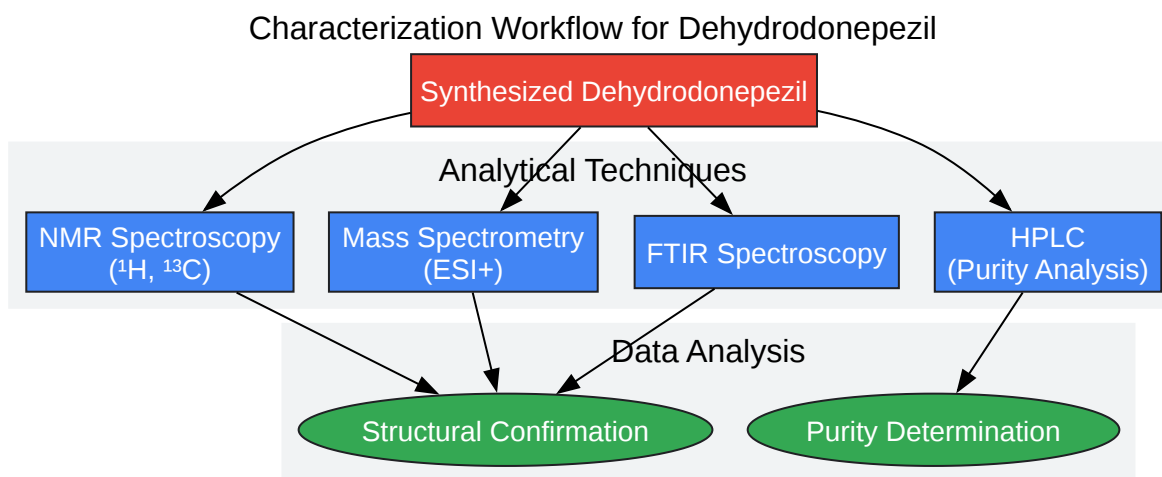 Characterization Workflow for Dehydrodonepezil
Synthesized Dehydrodonepezil
Analytical Techniques
NMR Spectroscopy
(¹H, ¹³C)
Mass Spectrometry
(ESI+)
FTIR Spectroscopy
HPLC
(Purity Analysis)
Data Analysis
Structural Confirmation
Purity Determination